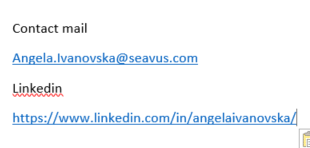 Contact mail
Angela.Ivanovska@seavus.com
Linkedin
https://www.linkedin.com/in/angelaivanovska/